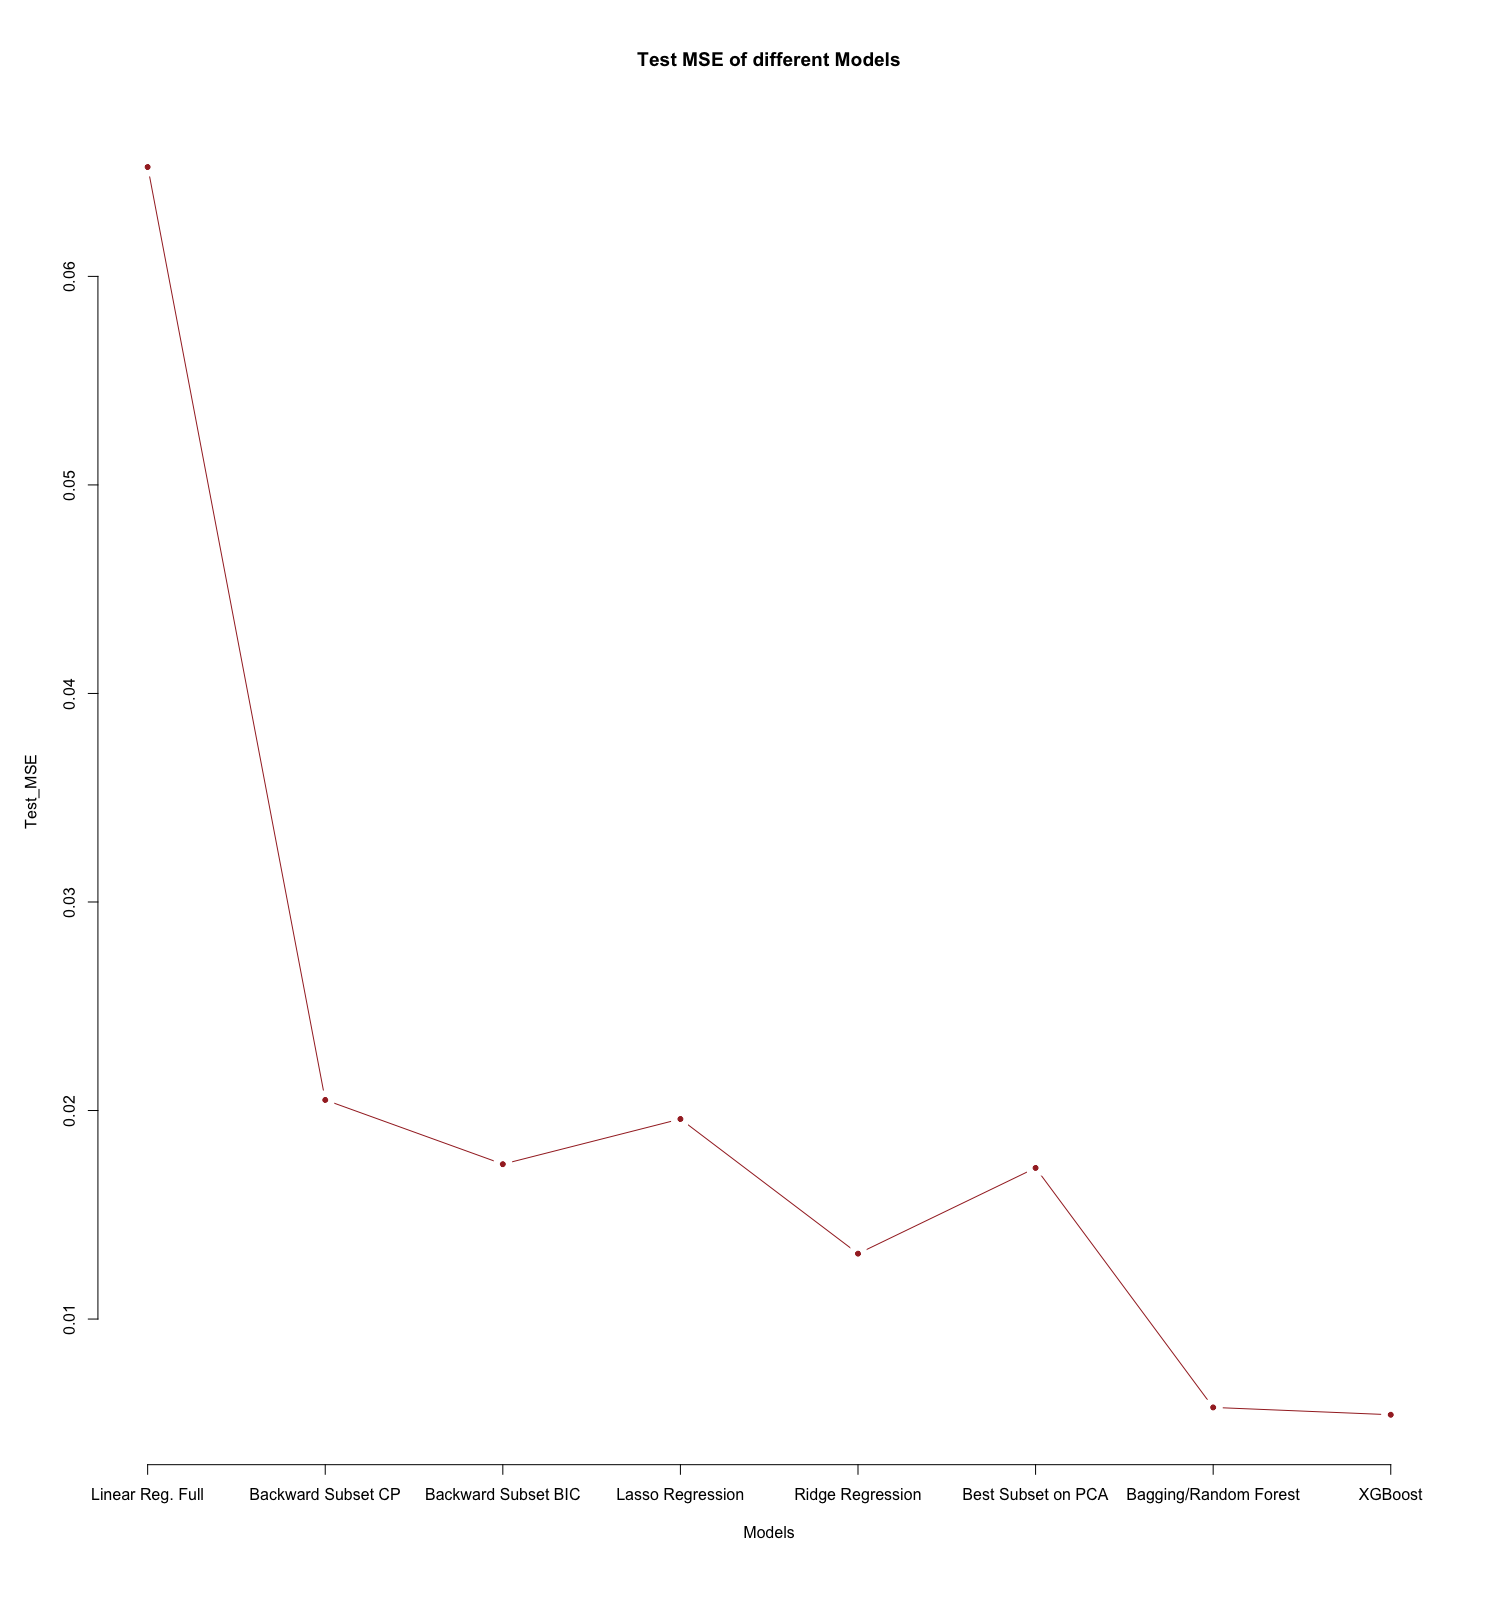 Test MSE of different Models
0.06
0.05
0.04
0.03
0.02
0.01
Test_MSE
Linear Reg. Full
Backward Subset CP
Backward Subset BIC
Lasso Regression
Ridge Regression
Best Subset on PCA
Bagging/Random Forest
XGBoost
Models